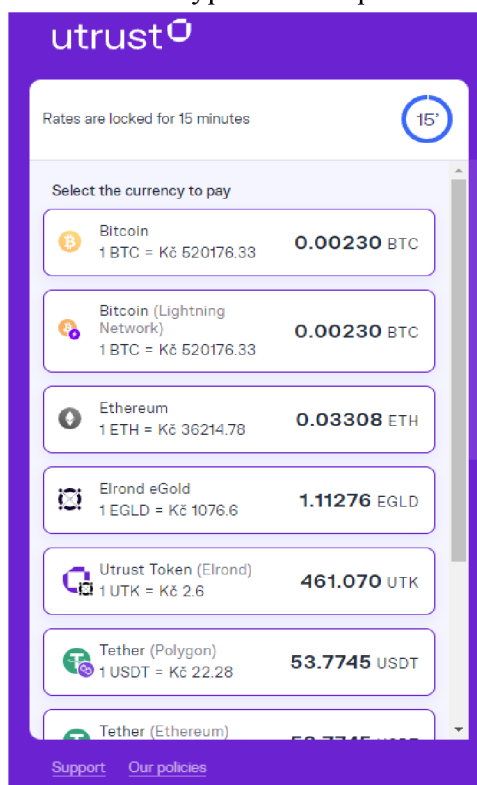 utrust
Rates are locked for 15 minutes
15'
Select the currency to pay
Bitcoin
1 BTC = Kč 520176.33
0.00230 BTC
Bitcoin (Lightning
Network)
1 BTC = Kč 520176.33
0.00230 BTC
Ethereum
1 ETH = Kč 36214.78
0.03308 ETH
Elrond eGold
1 EGLD = Kč 1076.6
1.11276 EGLD
Utrust Token (Elrond)
1 UTK = Kč 2.6
461.070 UTK
Tether (Polygon)
1 USDT = Kč 22.28
53.7745 USDT
Tether (Ethereum)
Support Our policies